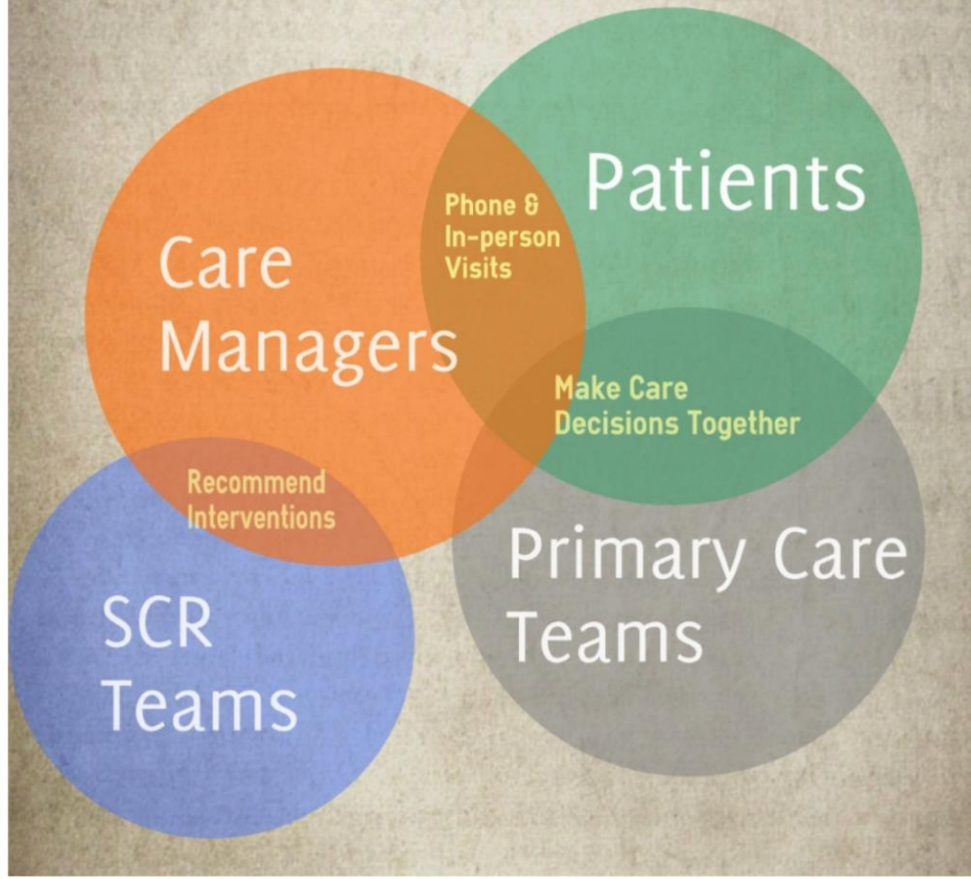 Patients
Phone &
In-person
Visits
Care
Managers
Make Care
Decisions Together
Recommend
Interventions
Primary Care
Teams
SCR
Teams